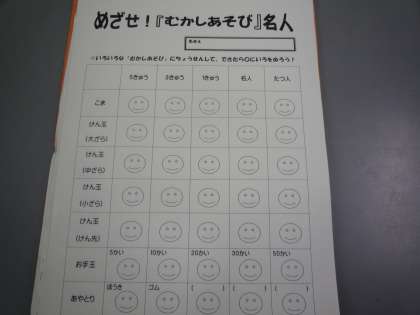 めざせ！『むかしあそび』名人
なまえ
☆いろいろな「むかしあそび」にちょうせんして、できたら○にいろをぬろう！
5きゅう 3きゅう 1きゅう 名人 たつ人
こま
けん玉
(大ざら)
けん玉
(中ざら)
けん玉
(小ざら)
けん玉
(けん先)
お手玉 5かい 10かい 20かい 30かい 50かい
あやとり ほうき ゴム ( ) ( ) ( )